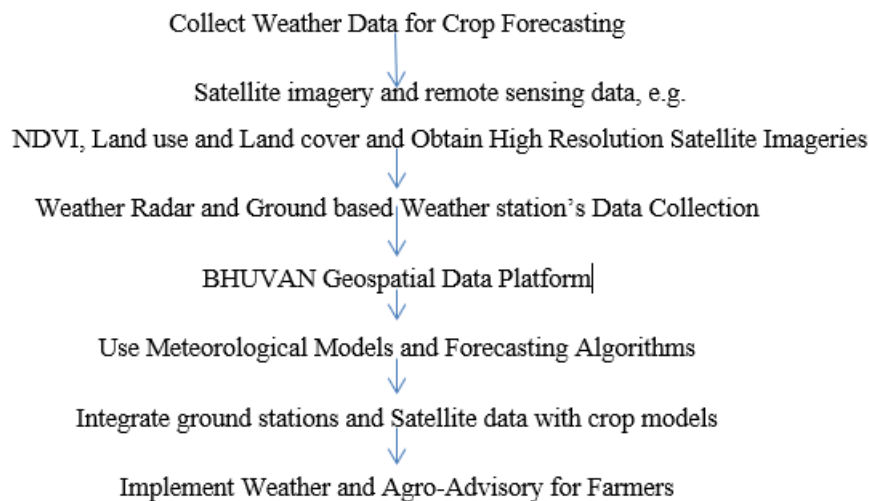 Collect Weather Data for Crop Forecasting
Satellite imagery and remote sensing data, e.g.
NDVI, Land use and Land cover and Obtain High Resolution Satellite Imageries
Weather Radar and Ground based Weather station’s Data Collection
BHUVAN Geospatial Data Platform
Use Meteorological Models and Forecasting Algorithms
Integrate ground stations and Satellite data with crop models
Implement Weather and Agro-Advisory for Farmers